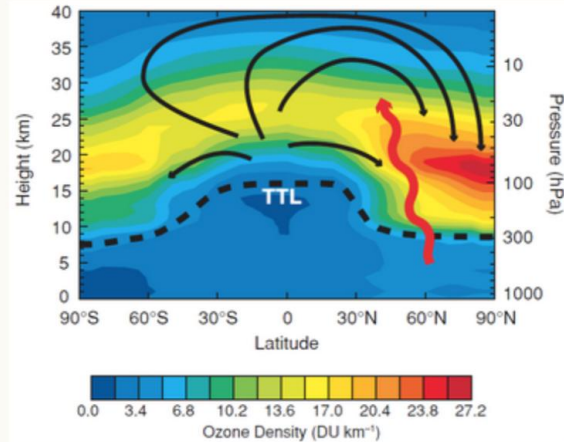 40
35
30
25
20
15
10
5
0
Height (km)
10
30
40
100
300
1000
Pressure (hPa)
TTL
90°S 60°S 30°S 0 30°N 60°N 90°N
Latitude
0.0 3.4 6.8 10.2 13.6 17.0 20.4 23.8 27.2
Ozone Density (DU km⁻¹)